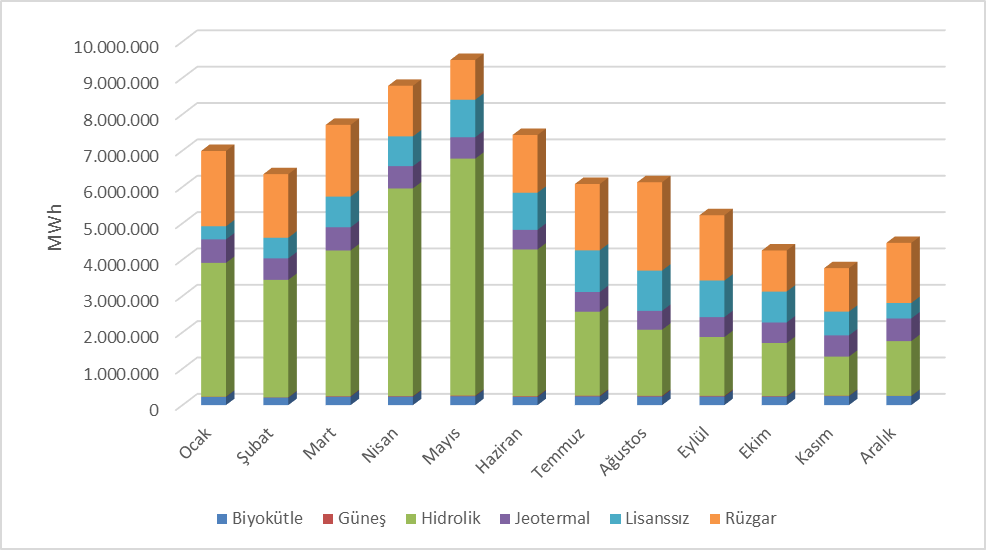 10.000.000
9.000.000
8.000.000
7.000.000
6.000.000
5.000.000
4.000.000
3.000.000
2.000.000
1.000.000
0
MWh
Ocak
Şubat
Mart
Nisan
Mayıs
Haziran
Temmuz
Ağustos
Eylül
Ekim
Kasım
Aralık
Biyokütle Güneş Hidrolik Jeotermal Lisanssız Rüzgar